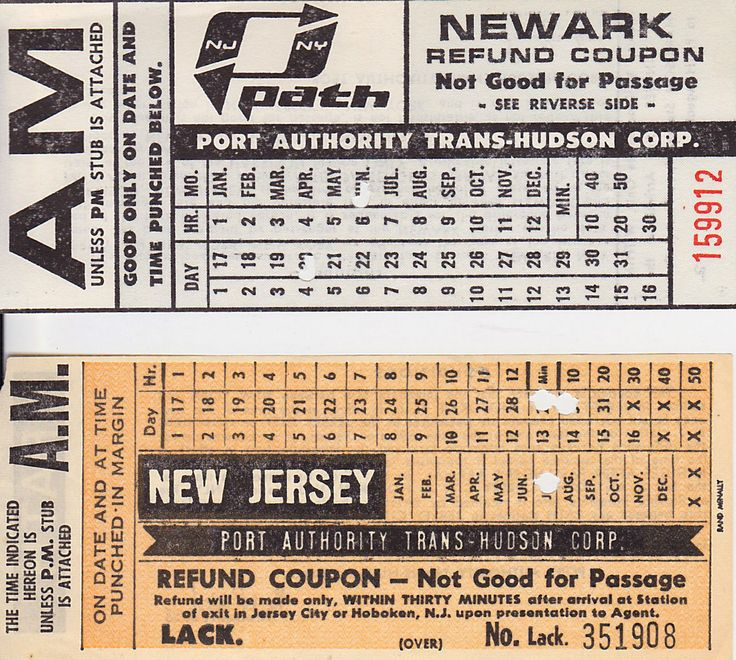 AM
UNLESS PM STUB IS ATTACHED
GOOD ONLY ON DATE AND
TIME PUNCHED BELOW.
NJ NY
path
NEWARK
REFUND COUPON
Not Good for Passage
- SEE REVERSE SIDE -
PORT AUTHORITY TRANS-HUDSON CORP.
MO. JAN. FEB. MAR. APR. MAY JUL. AUG. SEP. OCT. NOV. DEC. MIN. 40 50
HR. 1 2 3 4 5 6 7 8 9 10 11 12 10 20 30
DAY 17 18 19 21 22 23 24 25 26 27 28 29 30 31
1 2 3 4 5 6 7 8 9 10 11 12 13 14 15 16
159912
THE TIME INDICATED
HEREON IS
UNLESS P.M. STUB
IS ATTACHED
A.M.
ON DATE AND AT TIME
PUNCHED IN MARGIN
Hr. 1 2 3 4 5 6 7 8 9 10 11 12 Min 10 20 30 40 50
Day 17 18 19 20 21 22 23 24 25 26 27 28 31 X X X
1 2 3 4 5 6 7 8 9 10 11 12 13 15 16 X X
NEW JERSEY
JAN. FEB. MAR. APR. MAY JUN. AUG. SEP. OCT. NOV. DEC. X X
RAND MCNALLY
PORT AUTHORITY TRANS-HUDSON CORP.
REFUND COUPON — Not Good for Passage
Refund will be made only, WITHIN THIRTY MINUTES after arrival at Station
of exit in Jersey City or Hoboken, N.J. upon presentation to Agent.
LACK. (OVER) No. Lack. 351908